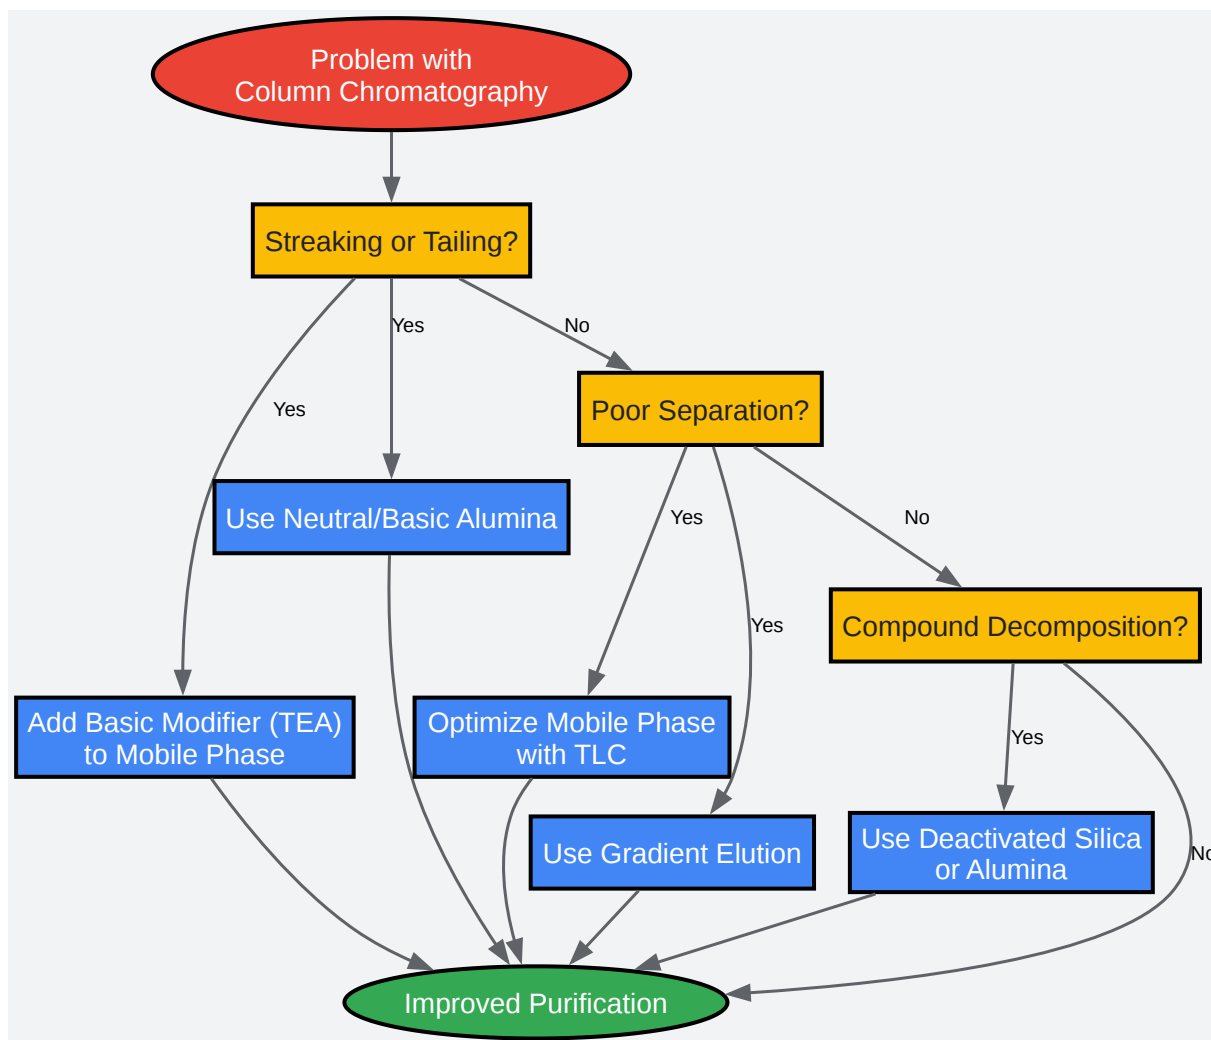 Problem with
Column Chromatography
Streaking or Tailing?
Yes
No
Yes
Poor Separation?
Use Neutral/Basic Alumina
Yes
No
Yes
Compound Decomposition?
Add Basic Modifier (TEA)
to Mobile Phase
Optimize Mobile Phase
with TLC
Yes
Use Gradient Elution
Use Deactivated Silica
or Alumina
No
Improved Purification